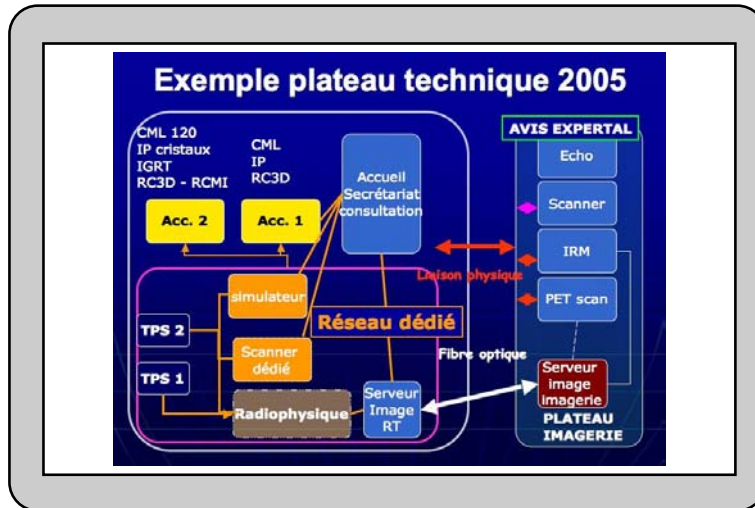 Exemple plateau technique 2005
CML 120
IP cristaux
IGRT
RC3D - RCMI
CML
IP
RC3D
Acc. 2
Acc. 1
Accueil
Secrétariat
consultation
simulateur
Réseau dédié
TPS 2
Scanner
dédié
TPS 1
Radiophysique
Serveur
Image
RT
Liaison physique
Fibre optique
AVIS EXPERTAL
Echo
Scanner
IRM
PET scan
Serveur
image
imagerie
PLATEAU
IMAGERIE